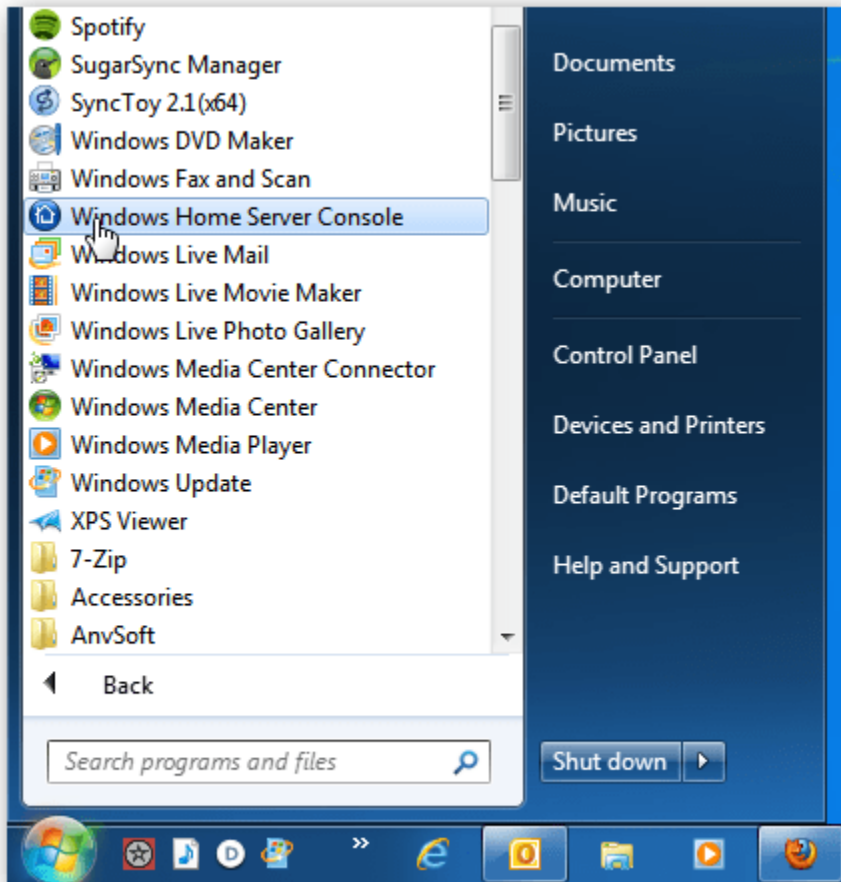 Spotify
SugarSync Manager
SyncToy 2.1(x64)
Windows DVD Maker
Windows Fax and Scan
Windows Home Server Console
Windows Live Mail
Windows Live Movie Maker
Windows Live Photo Gallery
Windows Media Center Connector
Windows Media Center
Windows Media Player
Windows Update
XPS Viewer
7-Zip
Accessories
AnvSoft
Back
Search programs and files
Documents
Pictures
Music
Computer
Control Panel
Devices and Printers
Default Programs
Help and Support
Shut down